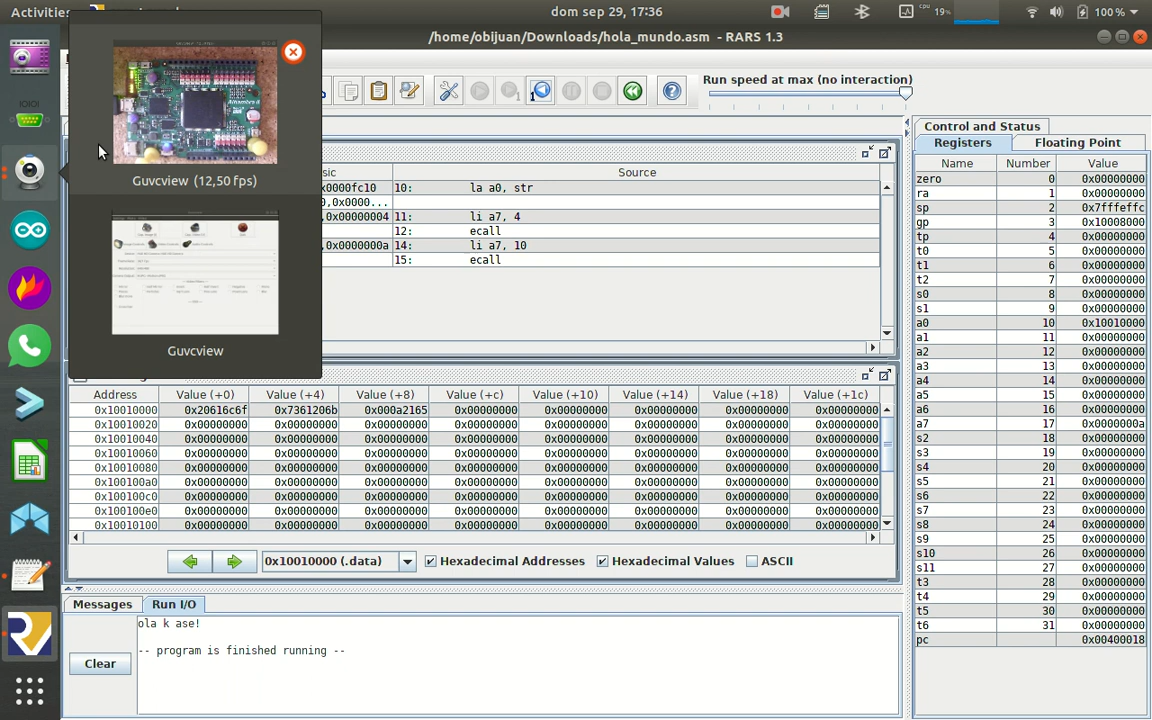 Activities
dom sep 29, 17:36
cpu 19%
100%
/home/obijuan/Downloads/hola_mundo.asm - RARS 1.3
Run speed at max (no interaction)
Guvcview (12,50 fps)
Guvcview
sic Source
x0000fc10 10: la a0, str
0,0x0000...
,0x00000004 11: li a7, 4
12: ecall
,0x0000000a 14: li a7, 10
15: ecall
Address Value (+0) Value (+4) Value (+8) Value (+c) Value (+10) Value (+14) Value (+18) Value (+1c)
0x10010000 0x20616c6f 0x7361206b 0x000a2165 0x00000000 0x00000000 0x00000000 0x00000000 0x00000000
0x10010020 0x00000000 0x00000000 0x00000000 0x00000000 0x00000000 0x00000000 0x00000000 0x00000000
0x10010040 0x00000000 0x00000000 0x00000000 0x00000000 0x00000000 0x00000000 0x00000000 0x00000000
0x10010060 0x00000000 0x00000000 0x00000000 0x00000000 0x00000000 0x00000000 0x00000000 0x00000000
0x10010080 0x00000000 0x00000000 0x00000000 0x00000000 0x00000000 0x00000000 0x00000000 0x00000000
0x100100a0 0x00000000 0x00000000 0x00000000 0x00000000 0x00000000 0x00000000 0x00000000 0x00000000
0x100100c0 0x00000000 0x00000000 0x00000000 0x00000000 0x00000000 0x00000000 0x00000000 0x00000000
0x100100e0 0x00000000 0x00000000 0x00000000 0x00000000 0x00000000 0x00000000 0x00000000 0x00000000
0x10010100 0x00000000 0x00000000 0x00000000 0x00000000 0x00000000 0x00000000 0x00000000 0x00000000
0x10010000 (.data) Hexadecimal Addresses Hexadecimal Values ASCII
Messages Run I/O
ola k ase!
-- program is finished running --
Clear
Control and Status
Registers Floating Point
Name Number Value
zero 0 0x00000000
ra 1 0x00000000
sp 2 0x7fffeffc
gp 3 0x10008000
tp 4 0x00000000
t0 5 0x00000000
t1 6 0x00000000
t2 7 0x00000000
s0 8 0x00000000
s1 9 0x00000000
a0 10 0x10010000
a1 11 0x00000000
a2 12 0x00000000
a3 13 0x00000000
a4 14 0x00000000
a5 15 0x00000000
a6 16 0x00000000
a7 17 0x0000000a
s2 18 0x00000000
s3 19 0x00000000
s4 20 0x00000000
s5 21 0x00000000
s6 22 0x00000000
s7 23 0x00000000
s8 24 0x00000000
s9 25 0x00000000
s10 26 0x00000000
s11 27 0x00000000
t3 28 0x00000000
t4 29 0x00000000
t5 30 0x00000000
t6 31 0x00000000
pc 0x00400018